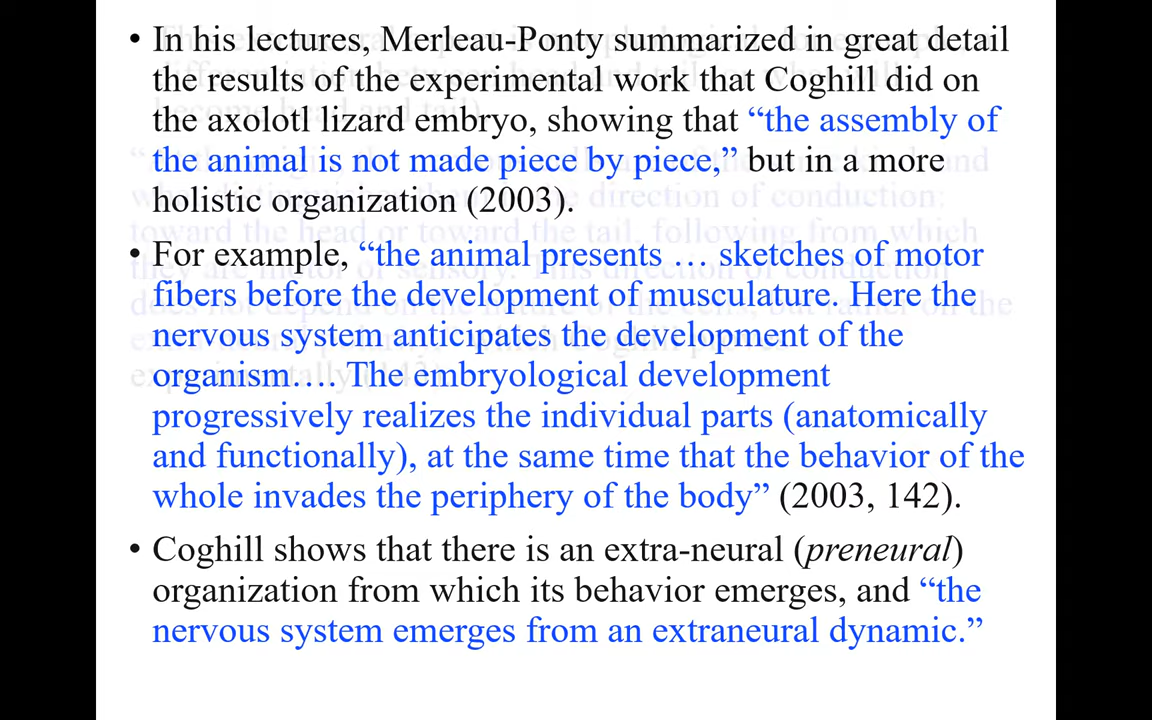 • In his lectures, Merleau-Ponty summarized in great detail
the results of the experimental work that Coghill did on
the axolotl lizard embryo, showing that “the assembly of
the animal is not made piece by piece,” but in a more
holistic organization (2003).
• For example, “the animal presents … sketches of motor
fibers before the development of musculature. Here the
nervous system anticipates the development of the
organism…. The embryological development
progressively realizes the individual parts (anatomically
and functionally), at the same time that the behavior of the
whole invades the periphery of the body” (2003, 142).
• Coghill shows that there is an extra-neural (preneural)
organization from which its behavior emerges, and “the
nervous system emerges from an extraneural dynamic.”